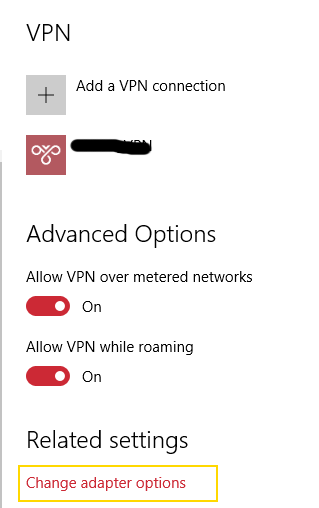 VPN
Add a VPN connection
VPN
Advanced Options
Allow VPN over metered networks
On
Allow VPN while roaming
On
Related settings
Change adapter options